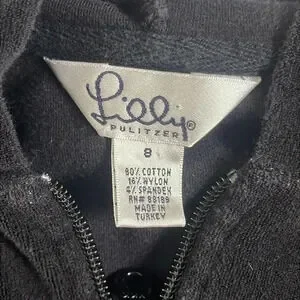 Lilly®
PULITZER
8
80% COTTON
16% NYLON
4% SPANDEX
RN# 88189
MADE IN
TURKEY